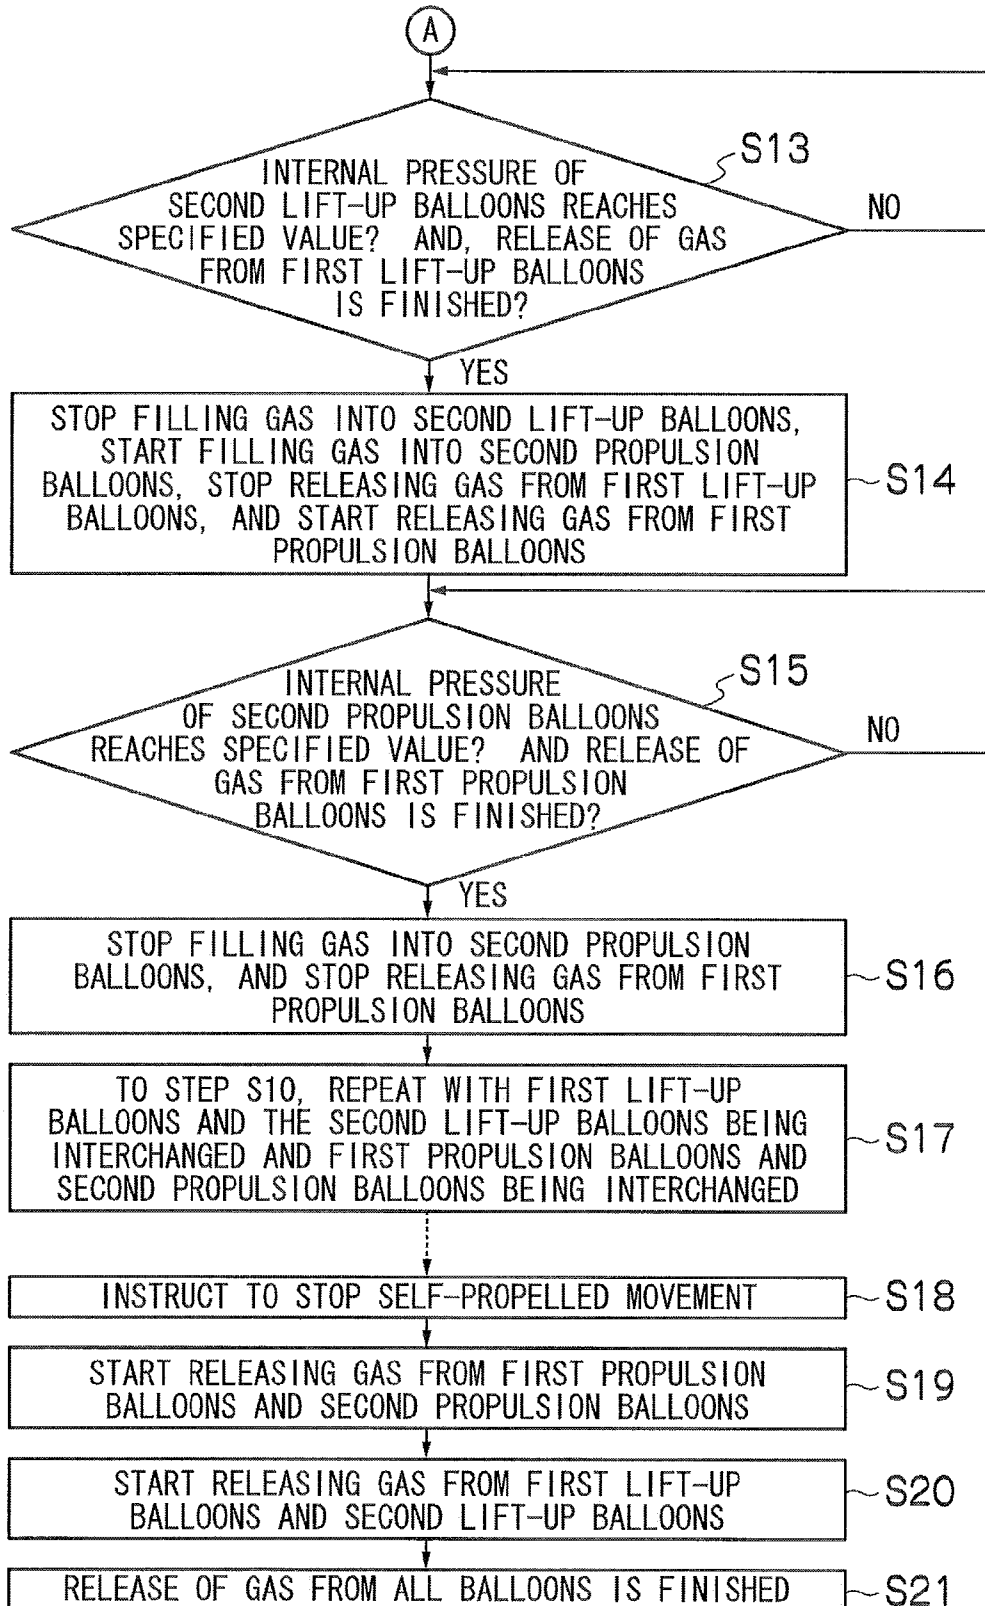 A
INTERNAL PRESSURE OF
SECOND LIFT-UP BALLOONS REACHES
SPECIFIED VALUE? AND, RELEASE OF GAS
FROM FIRST LIFT-UP BALLOONS
IS FINISHED?
S13
NO
YES
STOP FILLING GAS INTO SECOND LIFT-UP BALLOONS,
START FILLING GAS INTO SECOND PROPULSION
BALLOONS, STOP RELEASING GAS FROM FIRST LIFT-UP
BALLOONS, AND START RELEASING GAS FROM FIRST
PROPULSION BALLOONS
S14
INTERNAL PRESSURE
OF SECOND PROPULSION BALLOONS
REACHES SPECIFIED VALUE? AND RELEASE OF
GAS FROM FIRST PROPULSION
BALLOONS IS FINISHED?
S15
NO
YES
STOP FILLING GAS INTO SECOND PROPULSION
BALLOONS, AND STOP RELEASING GAS FROM FIRST
PROPULSION BALLOONS
S16
TO STEP S10, REPEAT WITH FIRST LIFT-UP
BALLOONS AND THE SECOND LIFT-UP BALLOONS BEING
INTERCHANGED AND FIRST PROPULSION BALLOONS AND
SECOND PROPULSION BALLOONS BEING INTERCHANGED
S17
INSTRUCT TO STOP SELF-PROPELLED MOVEMENT
S18
START RELEASING GAS FROM FIRST PROPULSION
BALLOONS AND SECOND PROPULSION BALLOONS
S19
START RELEASING GAS FROM FIRST LIFT-UP
BALLOONS AND SECOND LIFT-UP BALLOONS
S20
RELEASE OF GAS FROM ALL BALLOONS IS FINISHED
S21